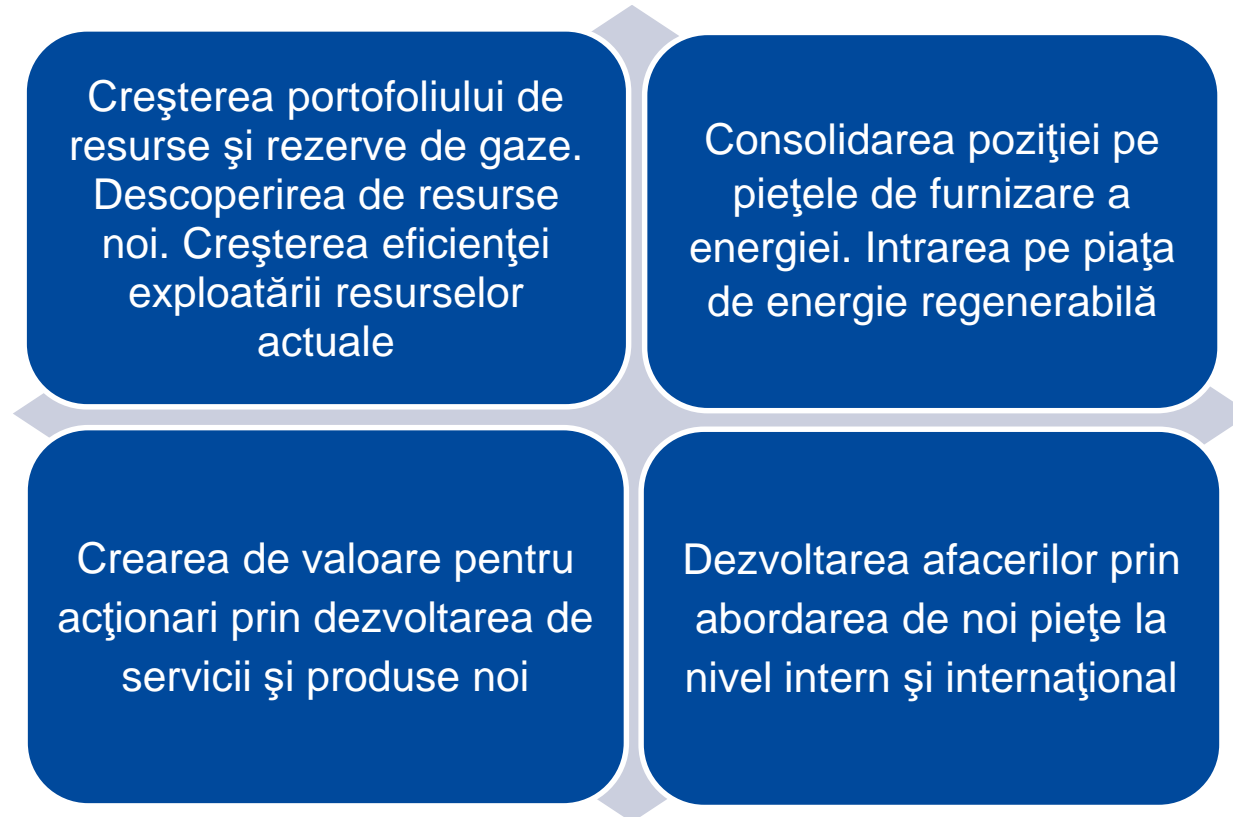 Creşterea portofoliului de
resurse şi rezerve de gaze.
Descoperirea de resurse
noi. Creşterea eficienţei
exploatării resurselor
actuale
Consolidarea poziţiei pe
pieţele de furnizare a
energiei. Intrarea pe piaţa
de energie regenerabilă
Crearea de valoare pentru
acţionari prin dezvoltarea de
servicii şi produse noi
Dezvoltarea afacerilor prin
abordarea de noi pieţe la
nivel intern şi internaţional